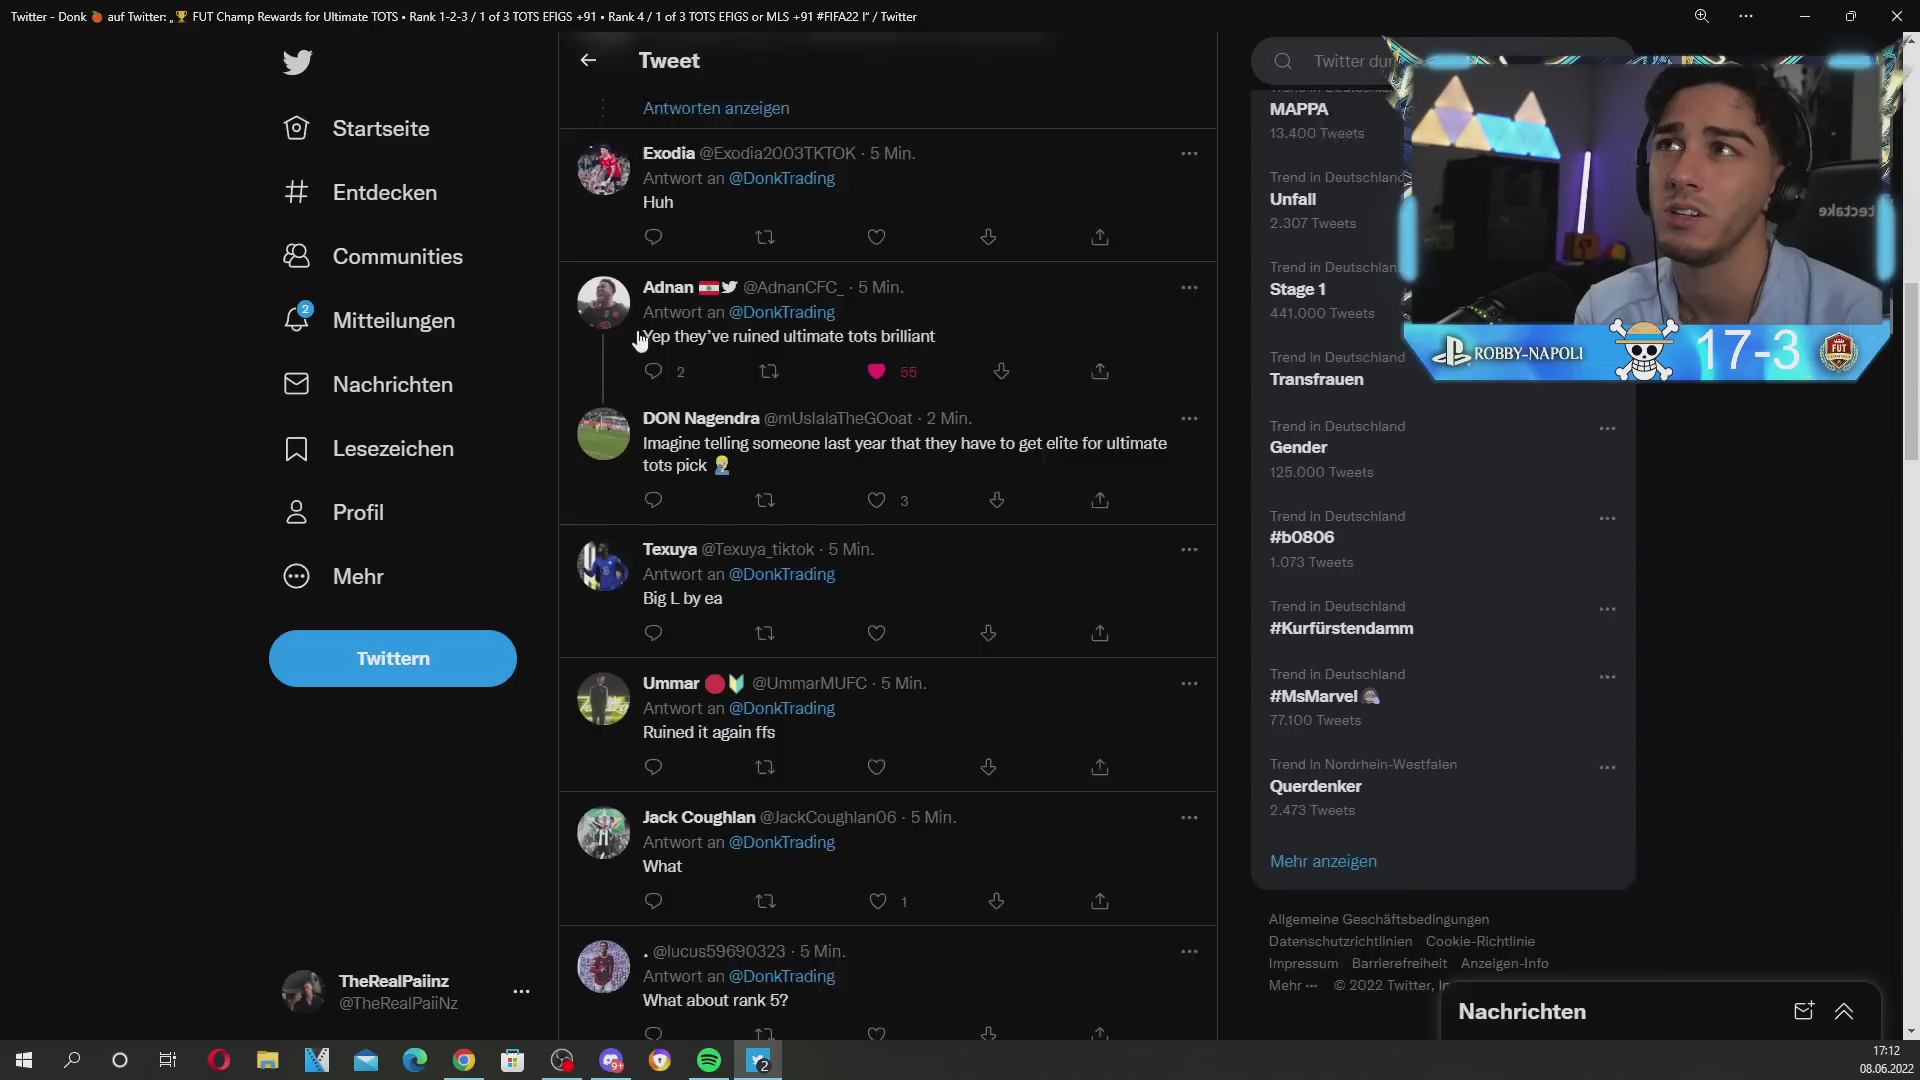 Twitter - Donk 🍑 auf Twitter: „🏆 FUT Champ Rewards for Ultimate TOTS • Rank 1-2-3 / 1 of 3 TOTS EFIGS +91 • Rank 4 / 1 of 3 TOTS EFIGS or MLS +91 #FIFA22 !“ / Twitter
Startseite
Entdecken
Communities
2
Mitteilungen
Nachrichten
Lesezeichen
Profil
Mehr
Twittern
TheRealPaiinz
@TheRealPaiiNz
Tweet
Antworten anzeigen
Exodia @Exodia2003TKTOK · 5 Min.
Antwort an @DonkTrading
Huh
Adnan 🇱🇧 @AdnanCFC_ · 5 Min.
Antwort an @DonkTrading
Yep they've ruined ultimate tots brilliant
2 55
DON Nagendra @mUslalaTheGOoat · 2 Min.
Imagine telling someone last year that they have to get elite for ultimate
tots pick 🤦‍♂️
3
Texuya @Texuya_tiktok · 5 Min.
Antwort an @DonkTrading
Big L by ea
Ummar 🔴🔰 @UmmarMUFC · 5 Min.
Antwort an @DonkTrading
Ruined it again ffs
Jack Coughlan @JackCoughlan06 · 5 Min.
Antwort an @DonkTrading
What
1
. @lucus59690323 · 5 Min.
Antwort an @DonkTrading
What about rank 5?
Twitter
MAPPA
13.400 Tweets
Trend in Deutschland
Unfall
2.307 Tweets
Trend in Deutschland
Stage 1
441.000 Tweets
Trend in Deutschland
Transfrauen
Trend in Deutschland
Gender
125.000 Tweets
Trend in Deutschland
#b0806
1.073 Tweets
Trend in Deutschland
#Kurfürstendamm
Trend in Deutschland
#MsMarvel
77.100 Tweets
Trend in Nordrhein-Westfalen
Querdenker
2.473 Tweets
Mehr anzeigen
Allgemeine Geschäftsbedingungen
Datenschutzrichtlinien Cookie-Richtlinie
Impressum Barrierefreiheit Anzeigen-Info
Mehr ··· © 2022 Twitter,
Nachrichten
tectake
ROBBY-NAPOLI 17-3 FUT
9+
2
17:12
08.06.2022